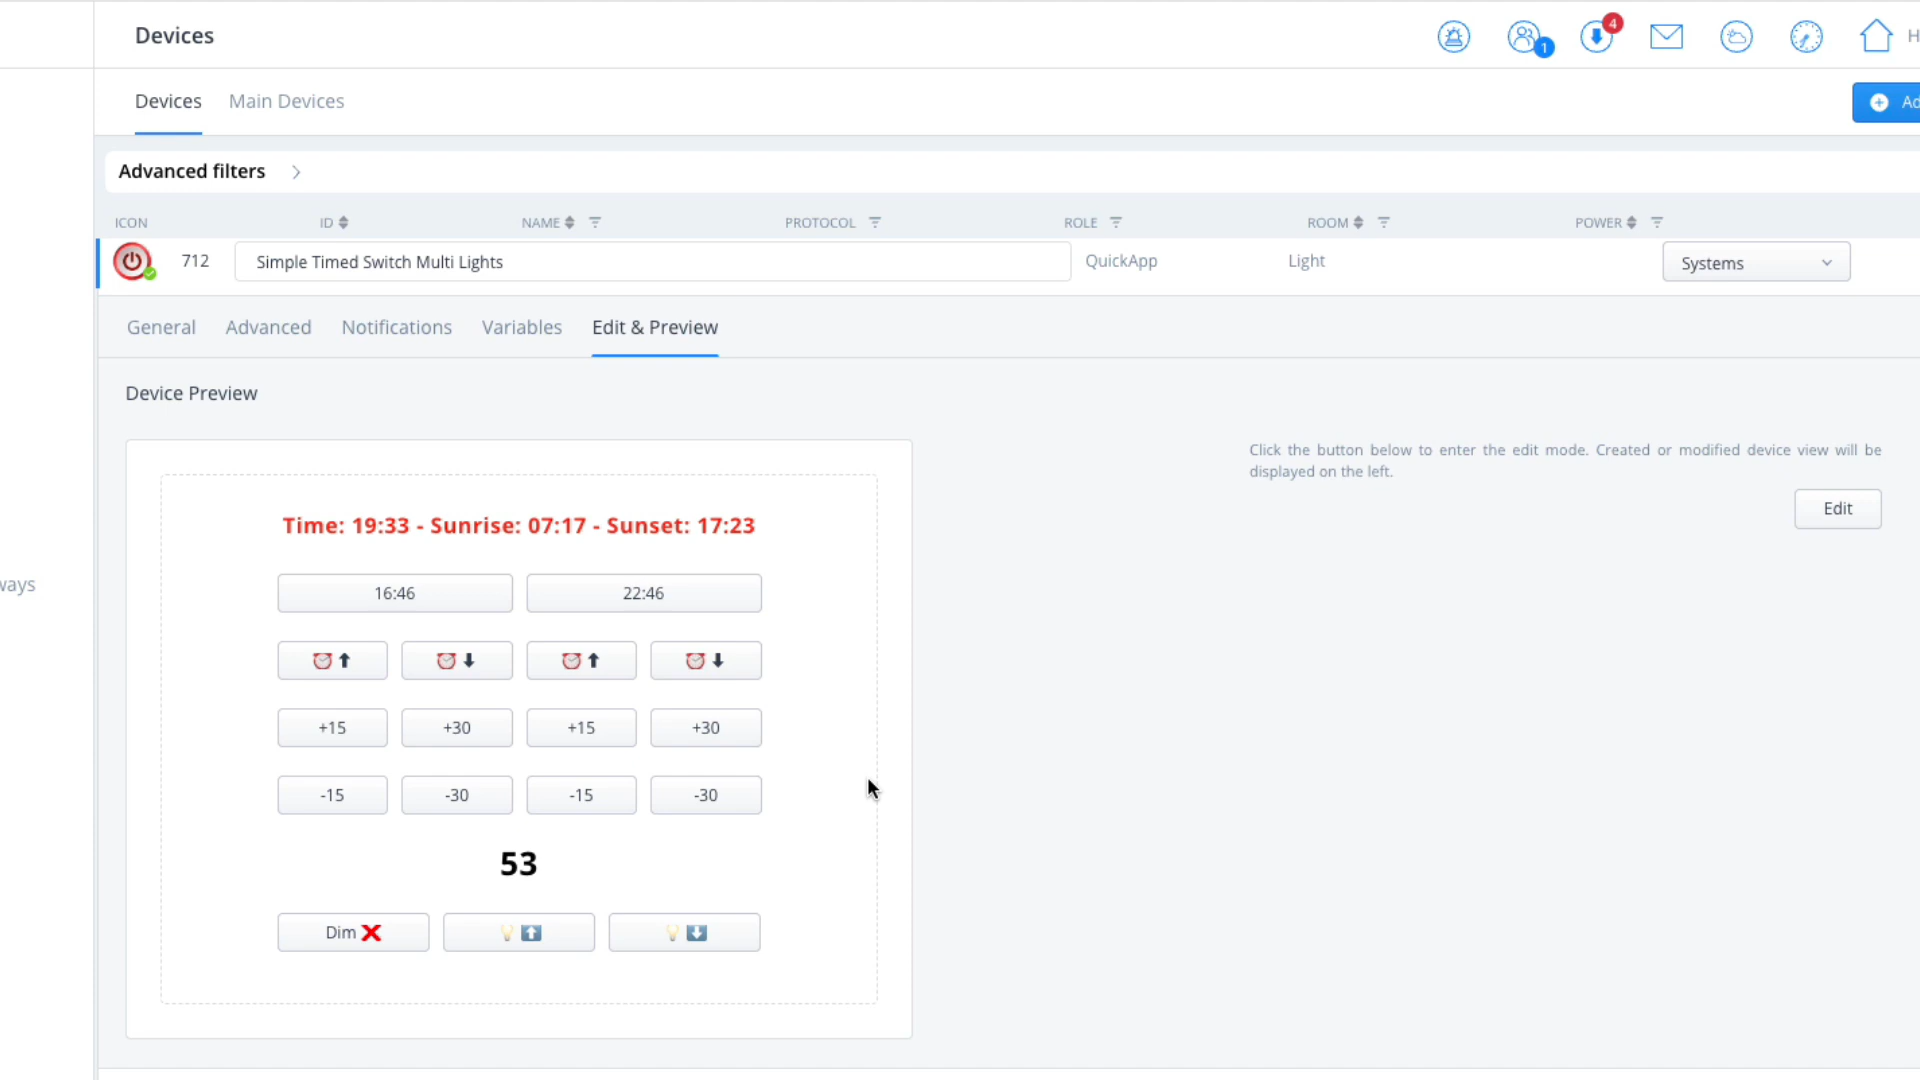 Devices
1
4
H
Devices Main Devices
Ad
Advanced filters
ICON ID NAME PROTOCOL ROLE ROOM POWER
712 Simple Timed Switch Multi Lights QuickApp Light Systems
General Advanced Notifications Variables Edit & Preview
Device Preview
Click the button below to enter the edit mode. Created or modified device view will be
displayed on the left.
Edit
Time: 19:33 - Sunrise: 07:17 - Sunset: 17:23
16:46 22:46
ways
+15 +30 +15 +30
-15 -30 -15 -30
53
Dim